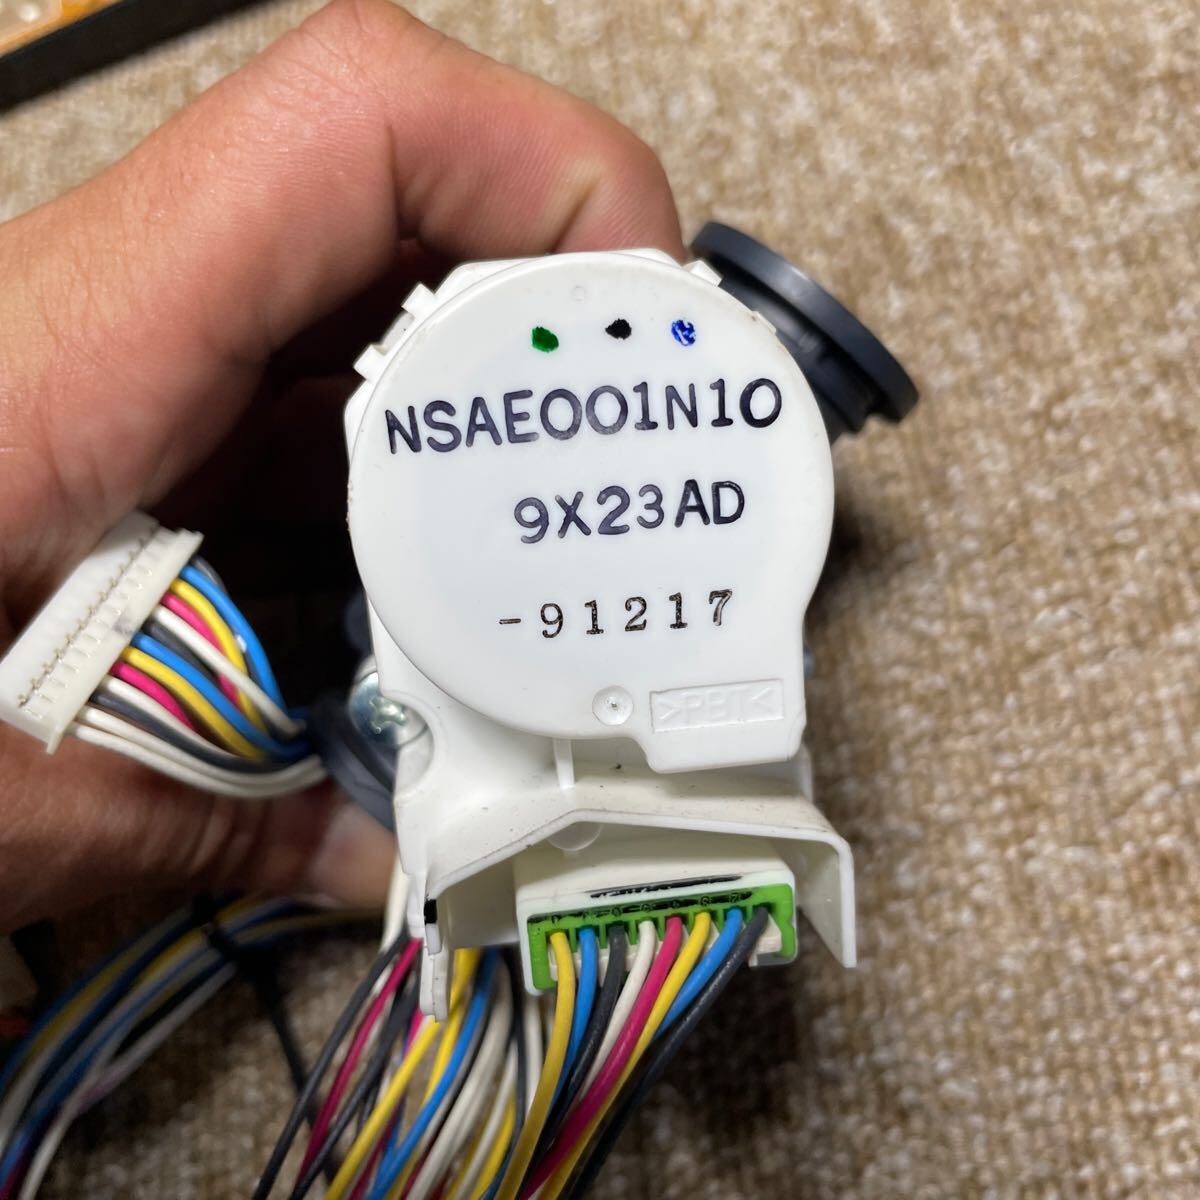 NSAE001N10
9X23AD
-91217
>PBT<